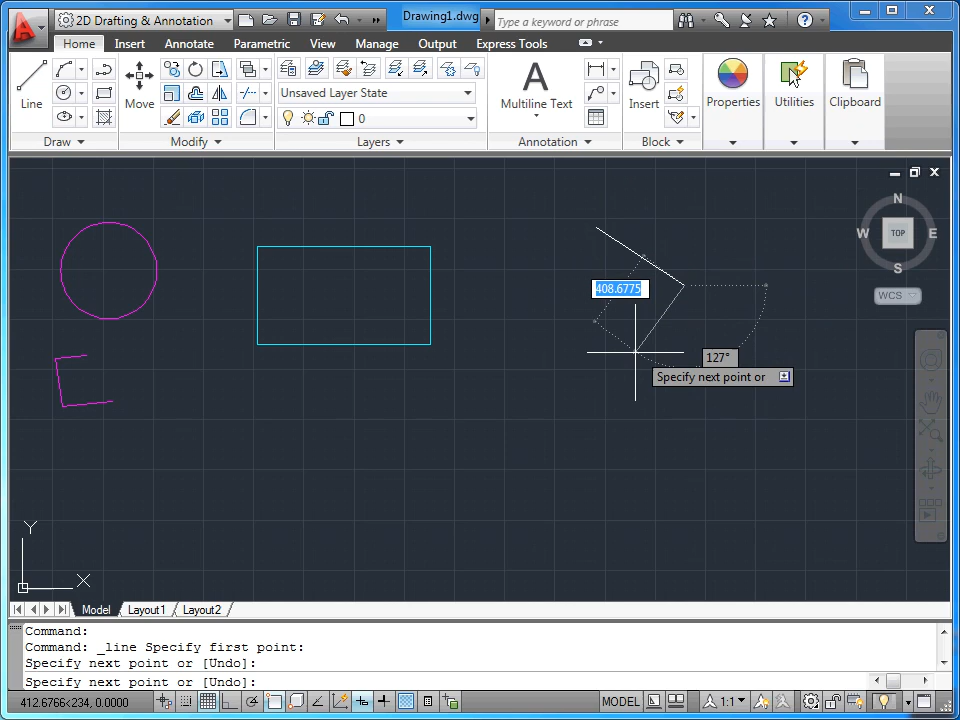 2D Drafting & Annotation
Drawing1.dwg
Type a keyword or phrase
Home Insert Annotate Parametric View Manage Output Express Tools
Line
Move
Unsaved Layer State
0
Multiline Text
Insert
Properties
Utilities
Clipboard
Draw
Modify
Layers
Annotation
Block
N
W
TOP
E
S
WCS
408.6775
127°
Specify next point or
Y
X
Model Layout1 Layout2
Command:
Command: _line Specify first point:
Specify next point or [Undo]:
Specify next point or [Undo]:
412.6766<234, 0.0000
MODEL
1:1